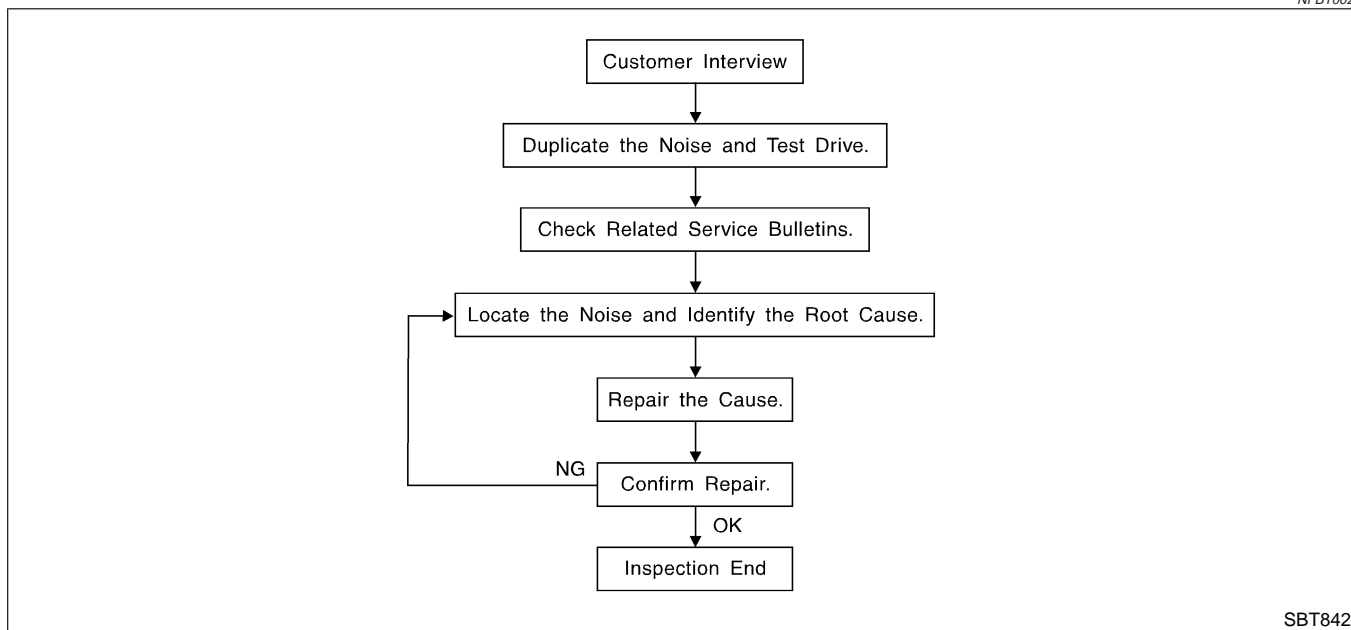 Customer Interview
Duplicate the Noise and Test Drive.
Check Related Service Bulletins.
Locate the Noise and Identify the Root Cause.
Repair the Cause.
NG
Confirm Repair.
OK
Inspection End
SBT842